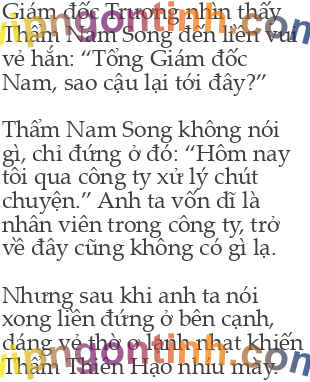 Giám đốc Trương nhìn thấy
Thẩm Nam Song đến liền vui
vẻ hẳn: “Tổng Giám đốc
Nam, sao cậu lại tới đây?”
Thẩm Nam Song không nói
gì, chỉ đứng ở đó: “Hôm nay
tôi qua công ty xử lý chút
chuyện.” Anh ta vốn dĩ là
nhân viên trong công ty, trở
về đây cũng không có gì lạ.
Nhưng sau khi anh ta nói
xong liền đứng ở bên cạnh,
dáng vẻ thờ ơ lạnh nhạt khiến
Thẩm Thiên Hạo nhíu mày.
vipngontinh.com
vipngontinh.com